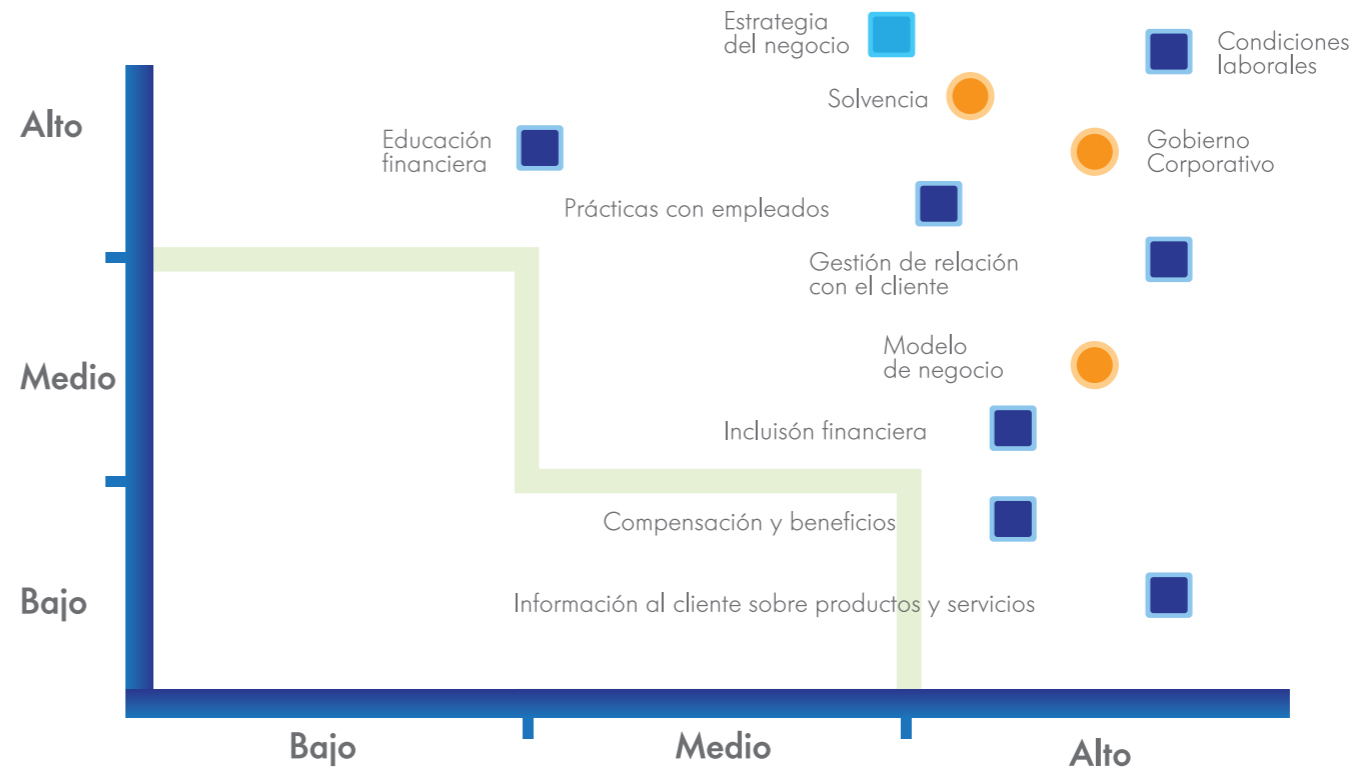 Estrategia
del negocio
Condiciones
laborales
Solvencia
Alto
Educación
financiera
Gobierno
Corporativo
Prácticas con empleados
Gestión de relación
con el cliente
Modelo
de negocio
Medio
Incluisón financiera
Compensación y beneficios
Bajo
Información al cliente sobre productos y servicios
Bajo
Medio
Alto